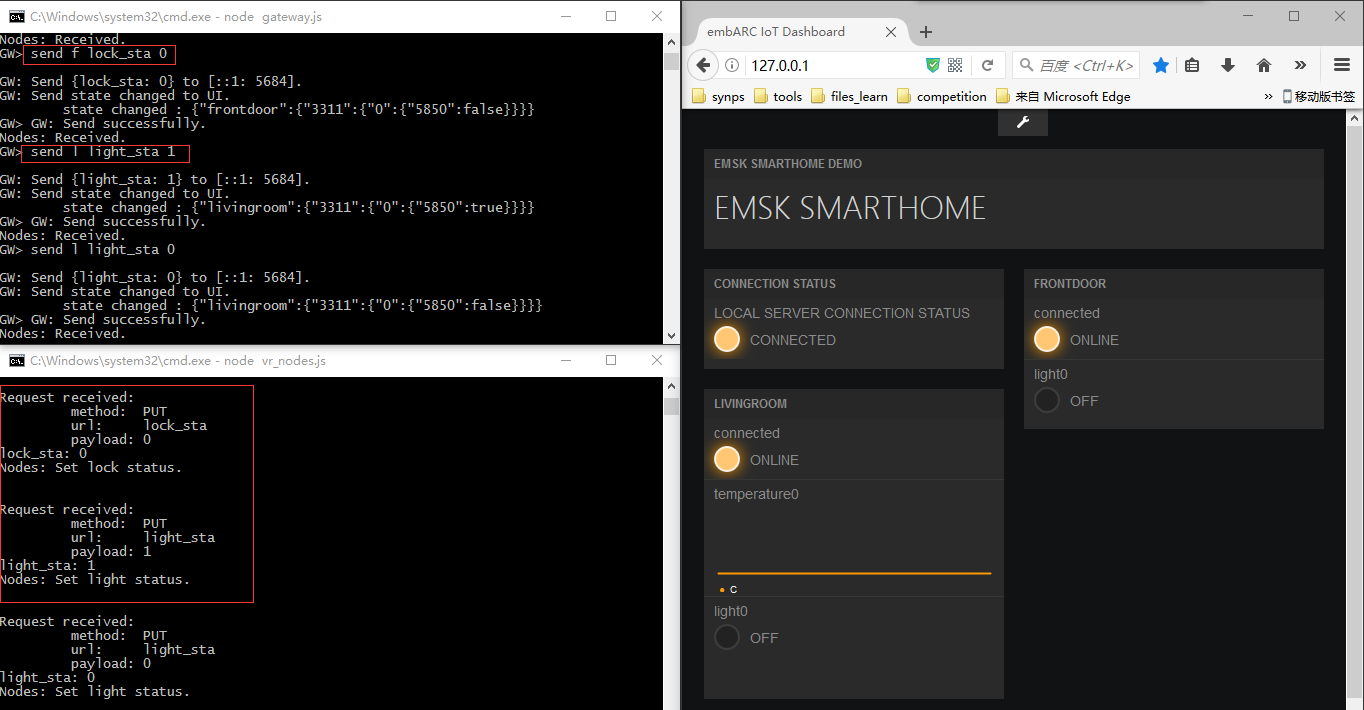 C:\Windows\system32\cmd.exe - node  gateway.js
Nodes: Received.
GW> send f lock_sta 0
GW: Send {lock_sta: 0} to [::1: 5684].
GW: Send state changed to UI.
state changed : {"frontdoor":{"3311":{"0":{"5850":false}}}}
GW> GW: Send successfully.
Nodes: Received.
GW> send l light_sta 1
GW: Send {light_sta: 1} to [::1: 5684].
GW: Send state changed to UI.
state changed : {"livingroom":{"3311":{"0":{"5850":true}}}}
GW> GW: Send successfully.
Nodes: Received.
GW> send l light_sta 0
GW: Send {light_sta: 0} to [::1: 5684].
GW: Send state changed to UI.
state changed : {"livingroom":{"3311":{"0":{"5850":false}}}}
GW> GW: Send successfully.
Nodes: Received.
C:\Windows\system32\cmd.exe - node  vr_nodes.js
Request received:
method:  PUT
url:     lock_sta
payload: 0
lock_sta: 0
Nodes: Set lock status.
Request received:
method:  PUT
url:     light_sta
payload: 1
light_sta: 1
Nodes: Set light status.
Request received:
method:  PUT
url:     light_sta
payload: 0
light_sta: 0
Nodes: Set light status.
embARC IoT Dashboard
127.0.0.1
百度 <Ctrl+K>
synps tools files_learn competition 来自 Microsoft Edge » 移动版书签
EMSK SMARTHOME DEMO
EMSK SMARTHOME
CONNECTION STATUS
LOCAL SERVER CONNECTION STATUS
CONNECTED
FRONTDOOR
connected
ONLINE
light0
OFF
LIVINGROOM
connected
ONLINE
temperature0
C
light0
OFF